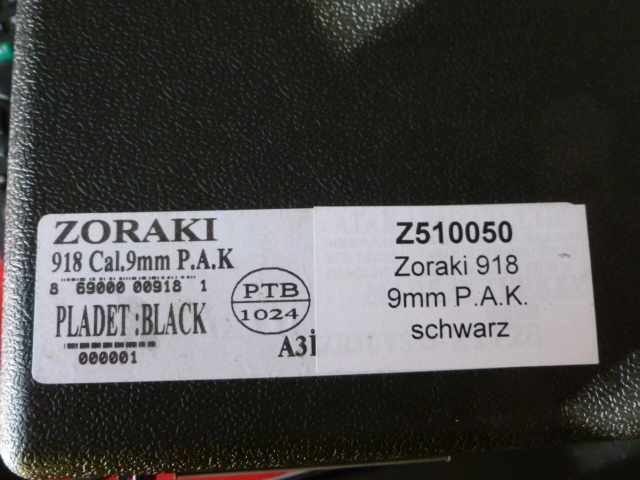 ZORAKI
918 Cal.9mm P.A.K
8 69000 00918 1
PLADET:BLACK
000001
PTB
1024
A3İ
Z510050
Zoraki 918
9mm P.A.K.
schwarz